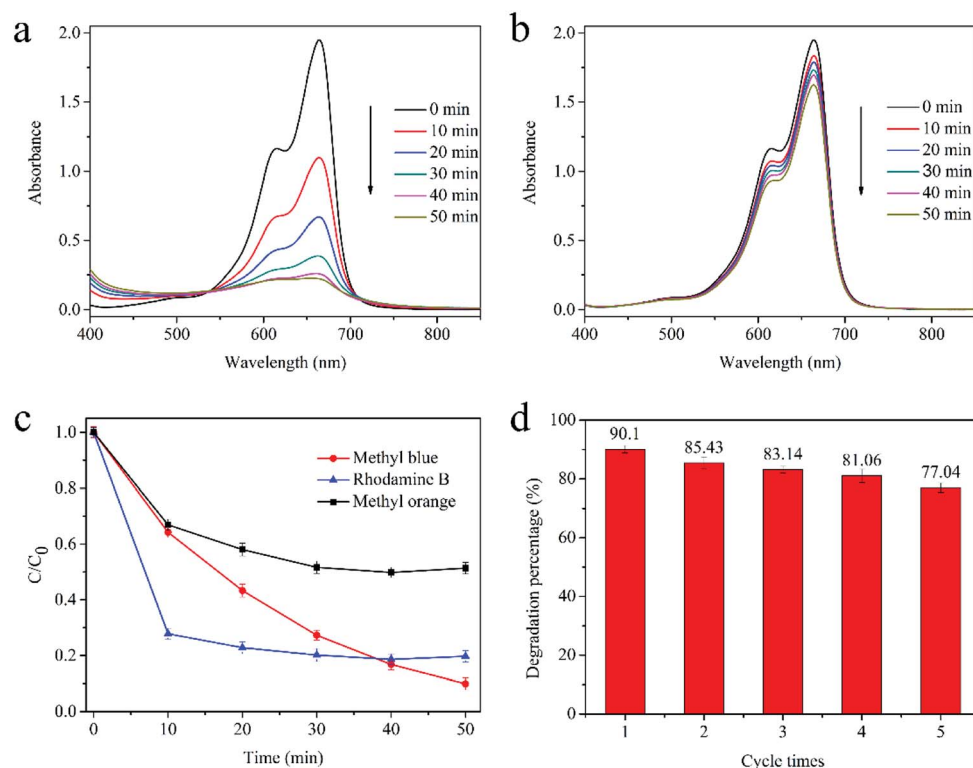 a
2.0
1.5
1.0
0.5
0.0
Absorbance
0 min
10 min
20 min
30 min
40 min
50 min
400 500 600 700 800
Wavelength (nm)
b
2.0
1.5
1.0
0.5
0.0
Absorbance
0 min
10 min
20 min
30 min
40 min
50 min
400 500 600 700 800
Wavelength (nm)
c
1.0
0.8
0.6
0.4
0.2
0.0
C/C0
Methyl blue
Rhodamine B
Methyl orange
0 10 20 30 40 50
Time (min)
d
100
80
60
40
20
0
Degradation percentage (%)
90.1 85.43 83.14 81.06 77.04
1 2 3 4 5
Cycle times